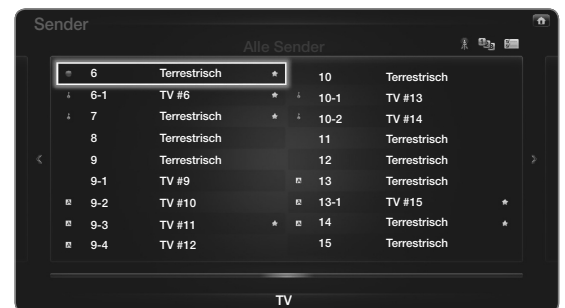 Sender
Alle Sender
6 Terrestrisch
6-1 TV #6
7 Terrestrisch
8 Terrestrisch
9 Terrestrisch
9-1 TV #9
9-2 TV #10
9-3 TV #11
9-4 TV #12
10 Terrestrisch
10-1 TV #13
10-2 TV #14
11 Terrestrisch
12 Terrestrisch
13 Terrestrisch
13-1 TV #15
14 Terrestrisch
15 Terrestrisch
TV